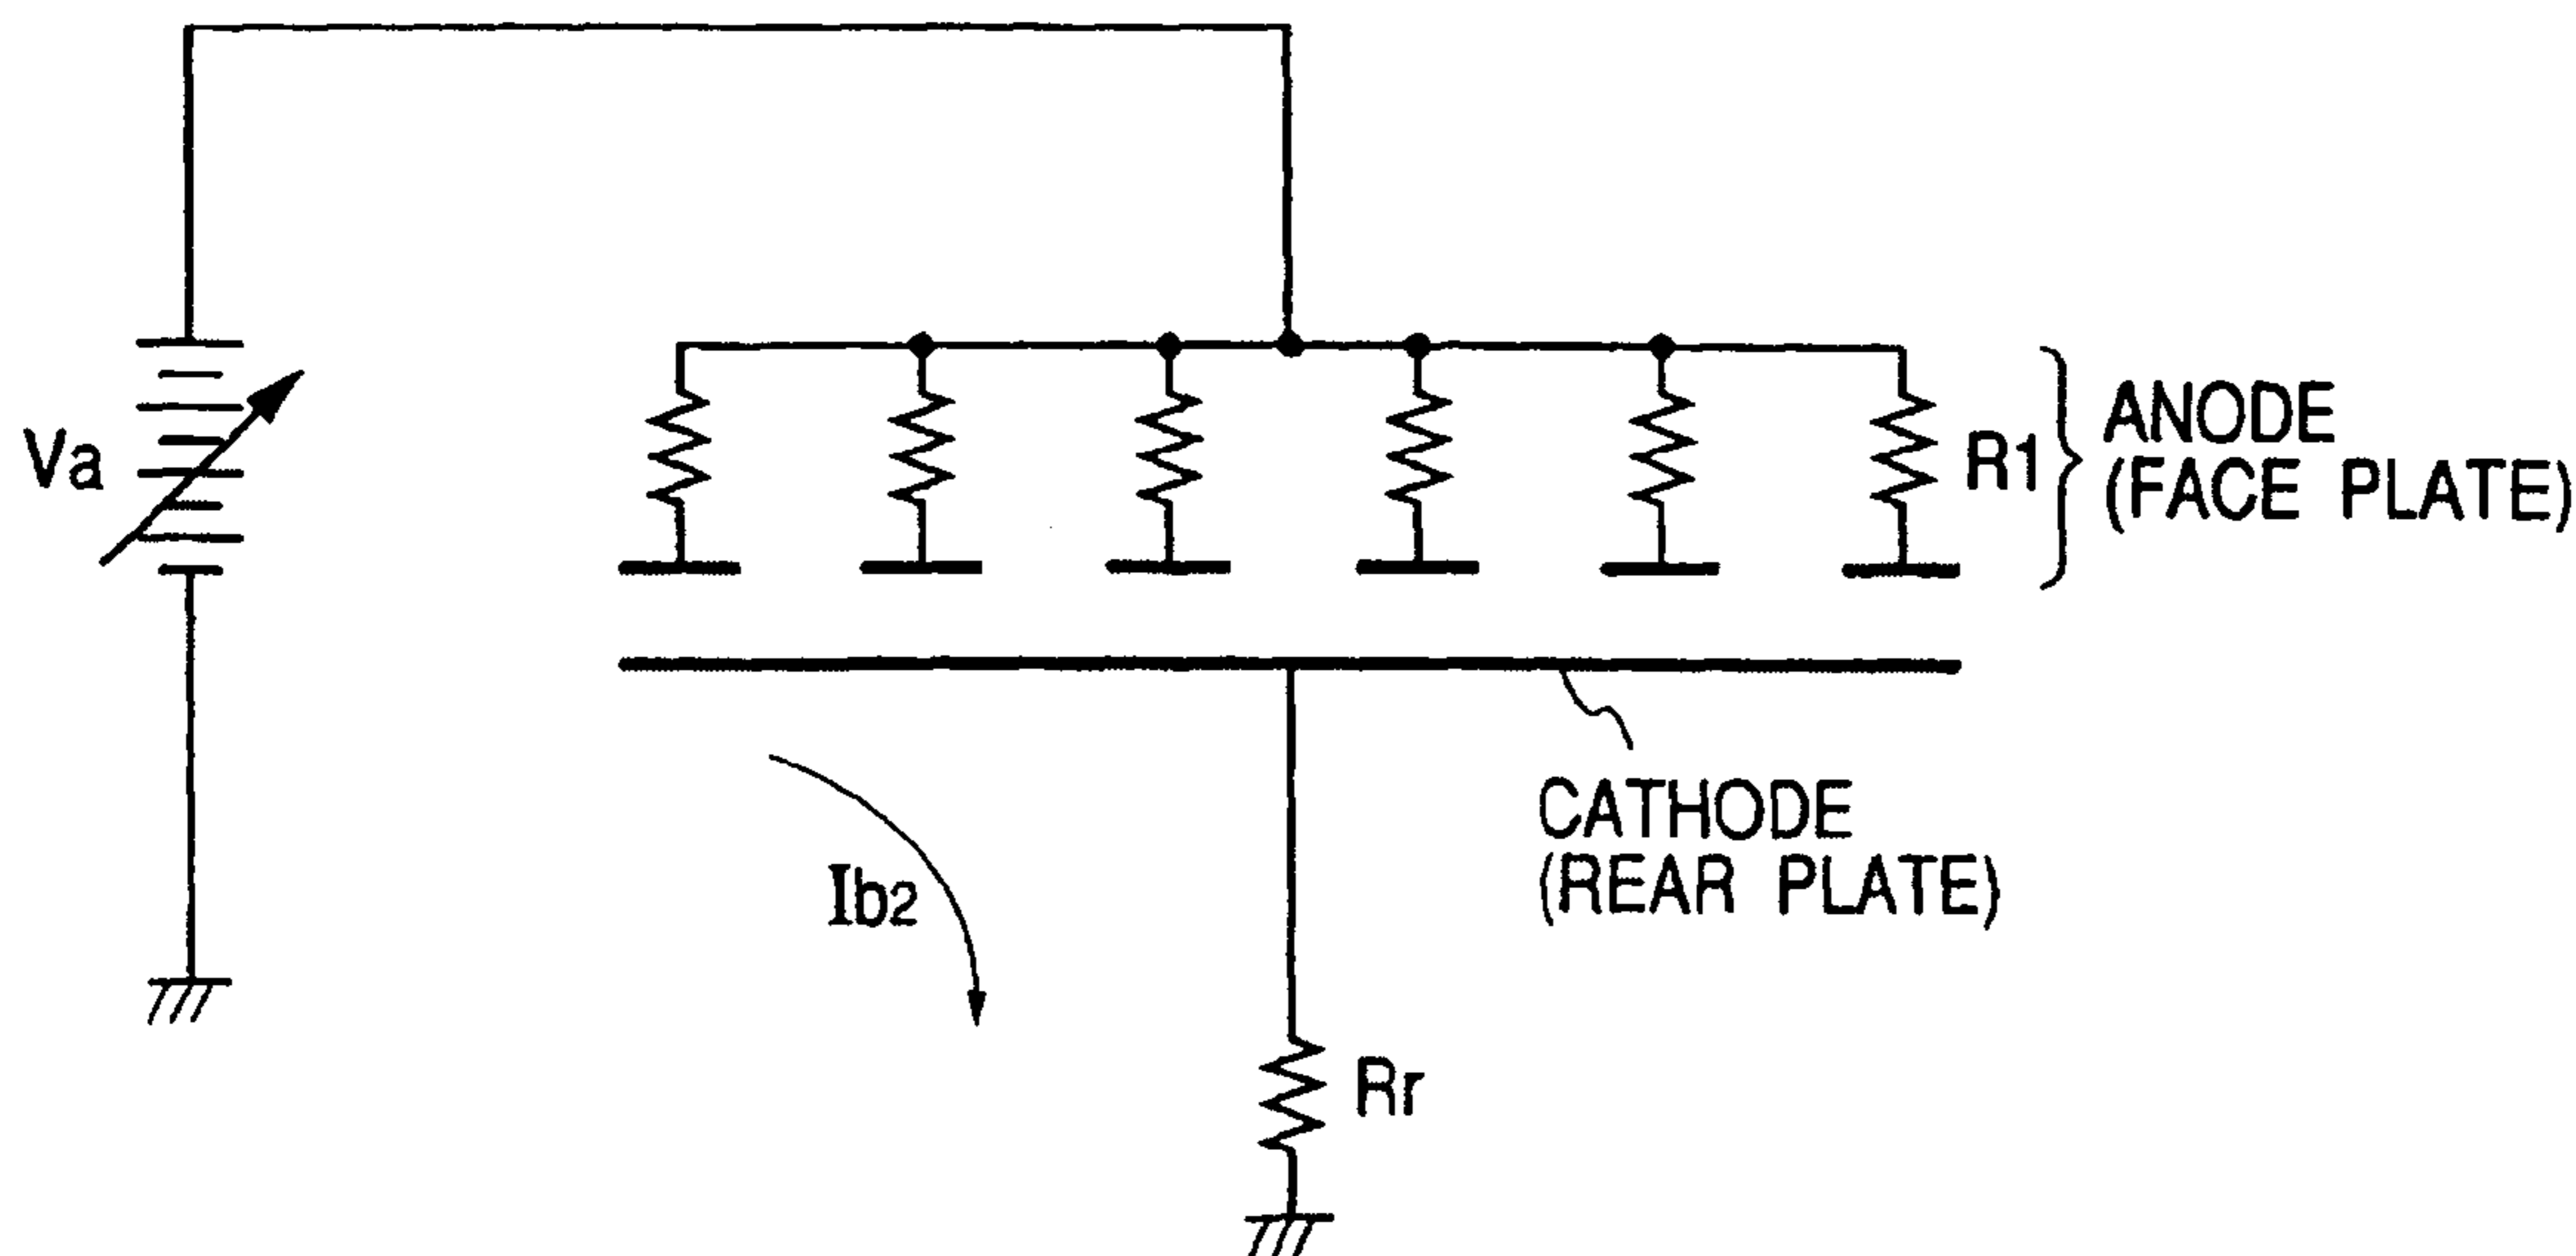 Va
R1
ANODE
(FACE PLATE)
CATHODE
(REAR PLATE)
Ib2
Rr